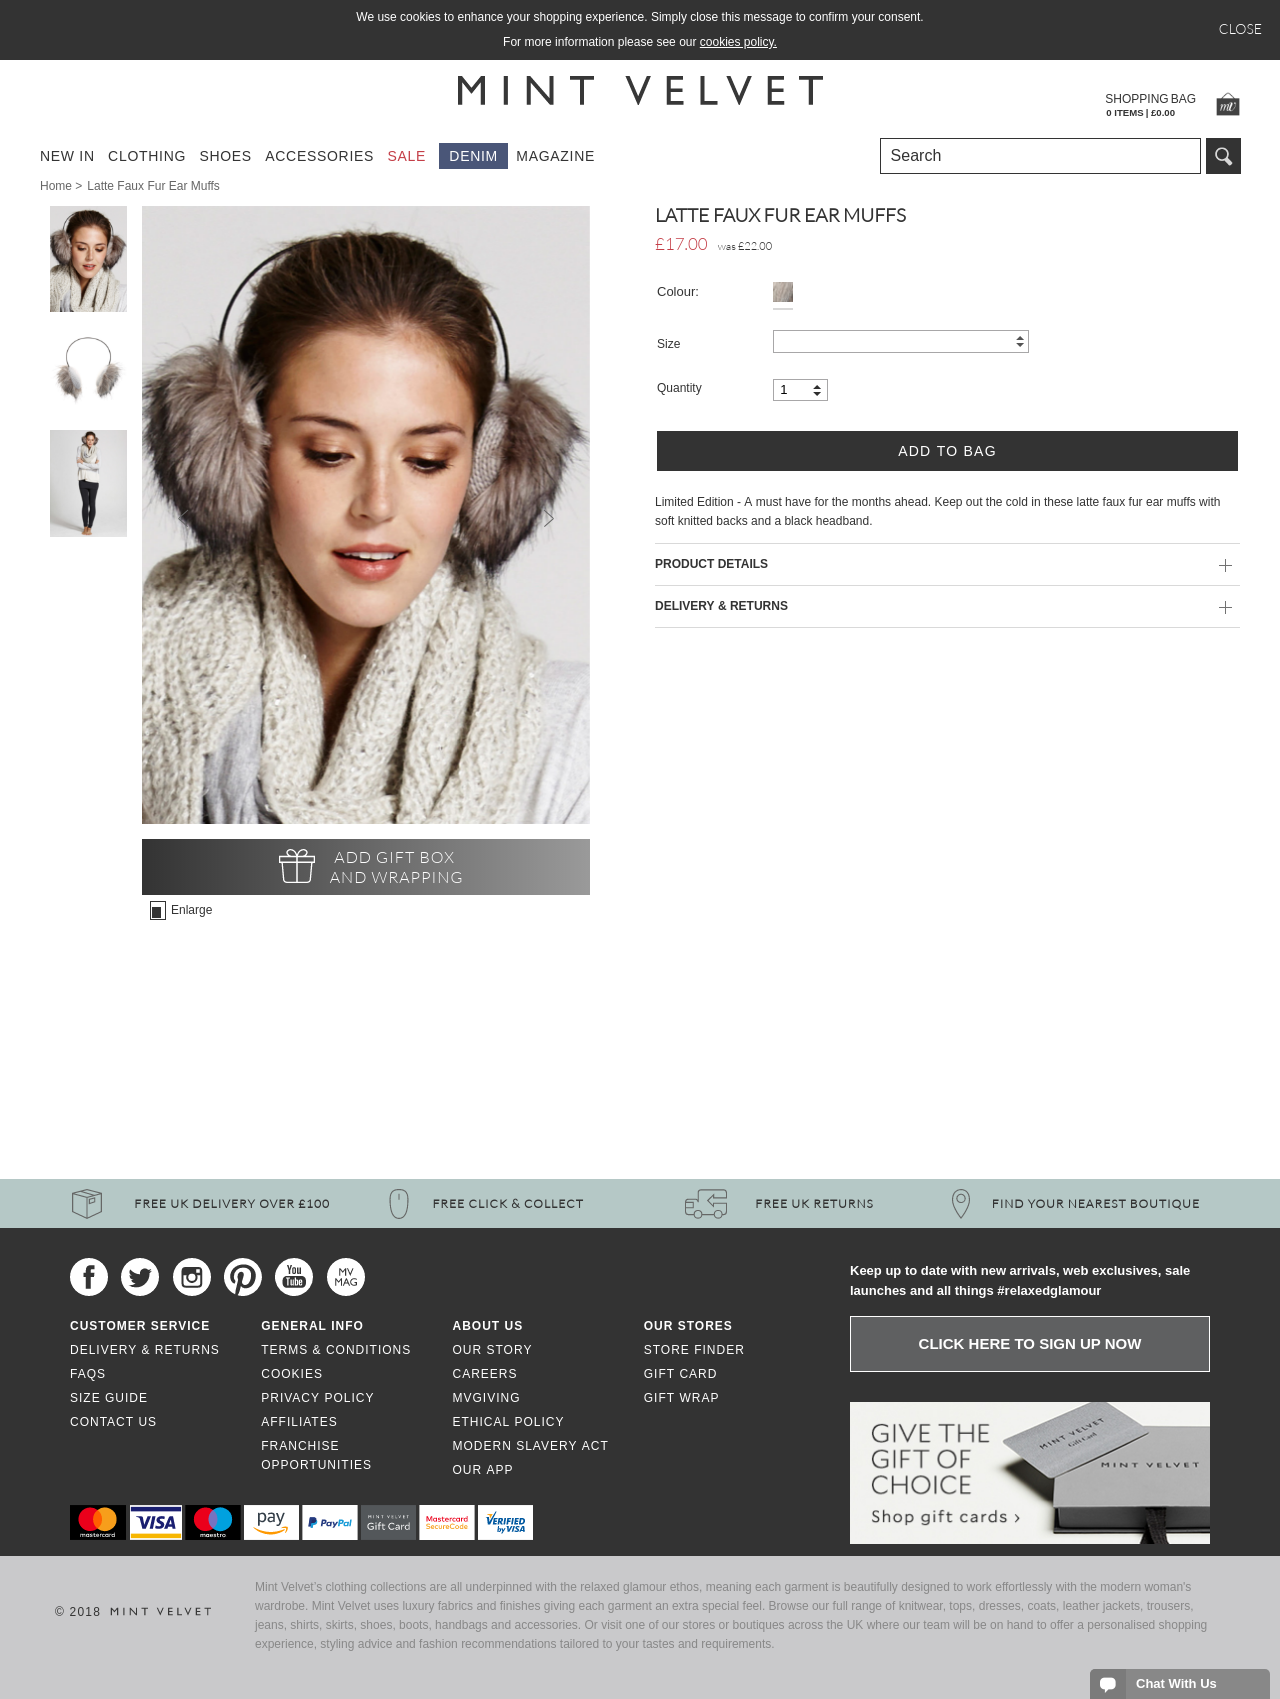 We use cookies to enhance your shopping experience. Simply close this message to confirm your consent.
For more information please see our cookies policy.
CLOSE
MINT VELVET
SHOPPING BAG
0 ITEMS | £0.00
mv
NEW IN CLOTHING SHOES ACCESSORIES SALE DENIM MAGAZINE
Search
Home > Latte Faux Fur Ear Muffs
LATTE FAUX FUR EAR MUFFS
£17.00 was £22.00
Colour:
Size
Quantity 1
ADD TO BAG
Limited Edition - A must have for the months ahead. Keep out the cold in these latte faux fur ear muffs with
soft knitted backs and a black headband.
PRODUCT DETAILS
DELIVERY & RETURNS
ADD GIFT BOX
AND WRAPPING
Enlarge
FREE UK DELIVERY OVER £100 FREE CLICK & COLLECT FREE UK RETURNS FIND YOUR NEAREST BOUTIQUE
You
Tube
MV
MAG
CUSTOMER SERVICE
DELIVERY & RETURNS
FAQS
SIZE GUIDE
CONTACT US
GENERAL INFO
TERMS & CONDITIONS
COOKIES
PRIVACY POLICY
AFFILIATES
FRANCHISE
OPPORTUNITIES
ABOUT US
OUR STORY
CAREERS
MVGIVING
ETHICAL POLICY
MODERN SLAVERY ACT
OUR APP
OUR STORES
STORE FINDER
GIFT CARD
GIFT WRAP
Keep up to date with new arrivals, web exclusives, sale
launches and all things #relaxedglamour
CLICK HERE TO SIGN UP NOW
GIVE THE
GIFT OF
CHOICE
Shop gift cards >
MINT VELVET
Gift Card
MINT VELVET
mastercard
VISA
maestro
pay
PayPal
MINT VELVET
Gift Card
Mastercard
SecureCode
VERIFIED
by VISA
© 2018 MINT VELVET
Mint Velvet's clothing collections are all underpinned with the relaxed glamour ethos, meaning each garment is beautifully designed to work effortlessly with the modern woman's
wardrobe. Mint Velvet uses luxury fabrics and finishes giving each garment an extra special feel. Browse our full range of knitwear, tops, dresses, coats, leather jackets, trousers,
jeans, shirts, skirts, shoes, boots, handbags and accessories. Or visit one of our stores or boutiques across the UK where our team will be on hand to offer a personalised shopping
experience, styling advice and fashion recommendations tailored to your tastes and requirements.
Chat With Us